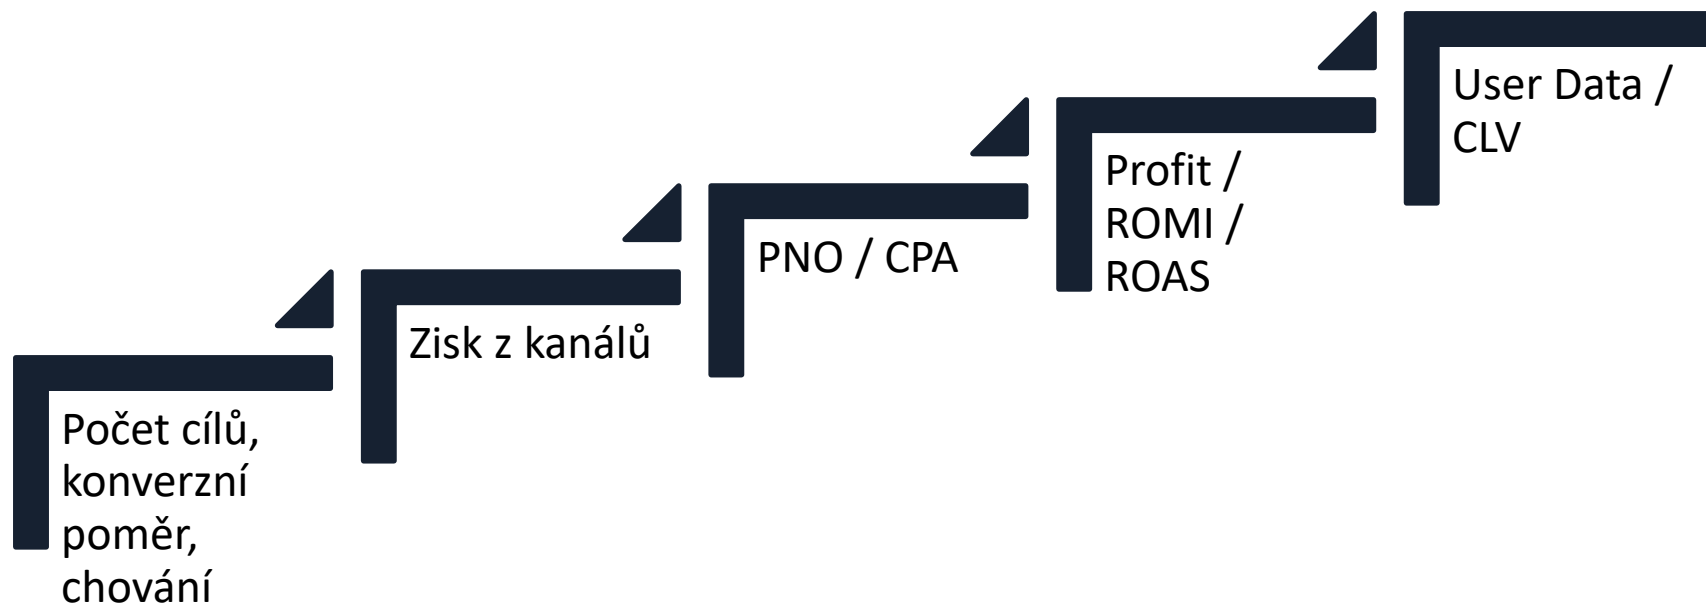 Počet cílů,
konverzní
poměr,
chování
Zisk z kanálů
PNO / CPA
Profit /
ROMI /
ROAS
User Data /
CLV